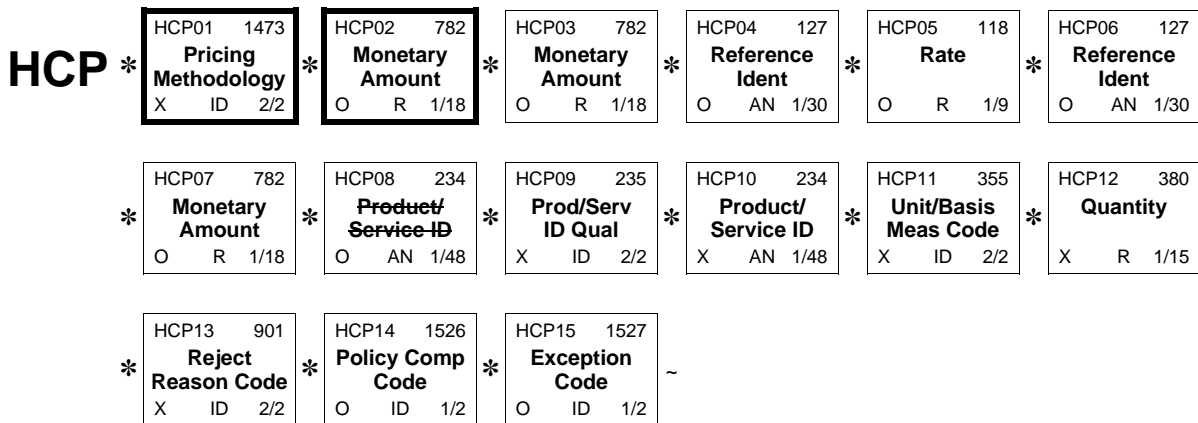 HCP01 1473 HCP02 782 HCP03 782 HCP04 127 HCP05 118 HCP06 127
HCP * Pricing Methodology * Monetary Amount * Monetary Amount * Reference Ident * Rate * Reference Ident
X ID 2/2 O R 1/18 O R 1/18 O AN 1/30 O R 1/9 O AN 1/30
HCP07 782 HCP08 234 HCP09 235 HCP10 234 HCP11 355 HCP12 380
* Monetary Amount * Product/ Service ID * Prod/Serv ID Qual * Product/ Service ID * Unit/Basis Meas Code * Quantity
O R 1/18 O AN 1/48 X ID 2/2 X AN 1/48 X ID 2/2 X R 1/15
HCP13 901 HCP14 1526 HCP15 1527
* Reject Reason Code * Policy Comp Code * Exception Code ~
X ID 2/2 O ID 1/2 O ID 1/2